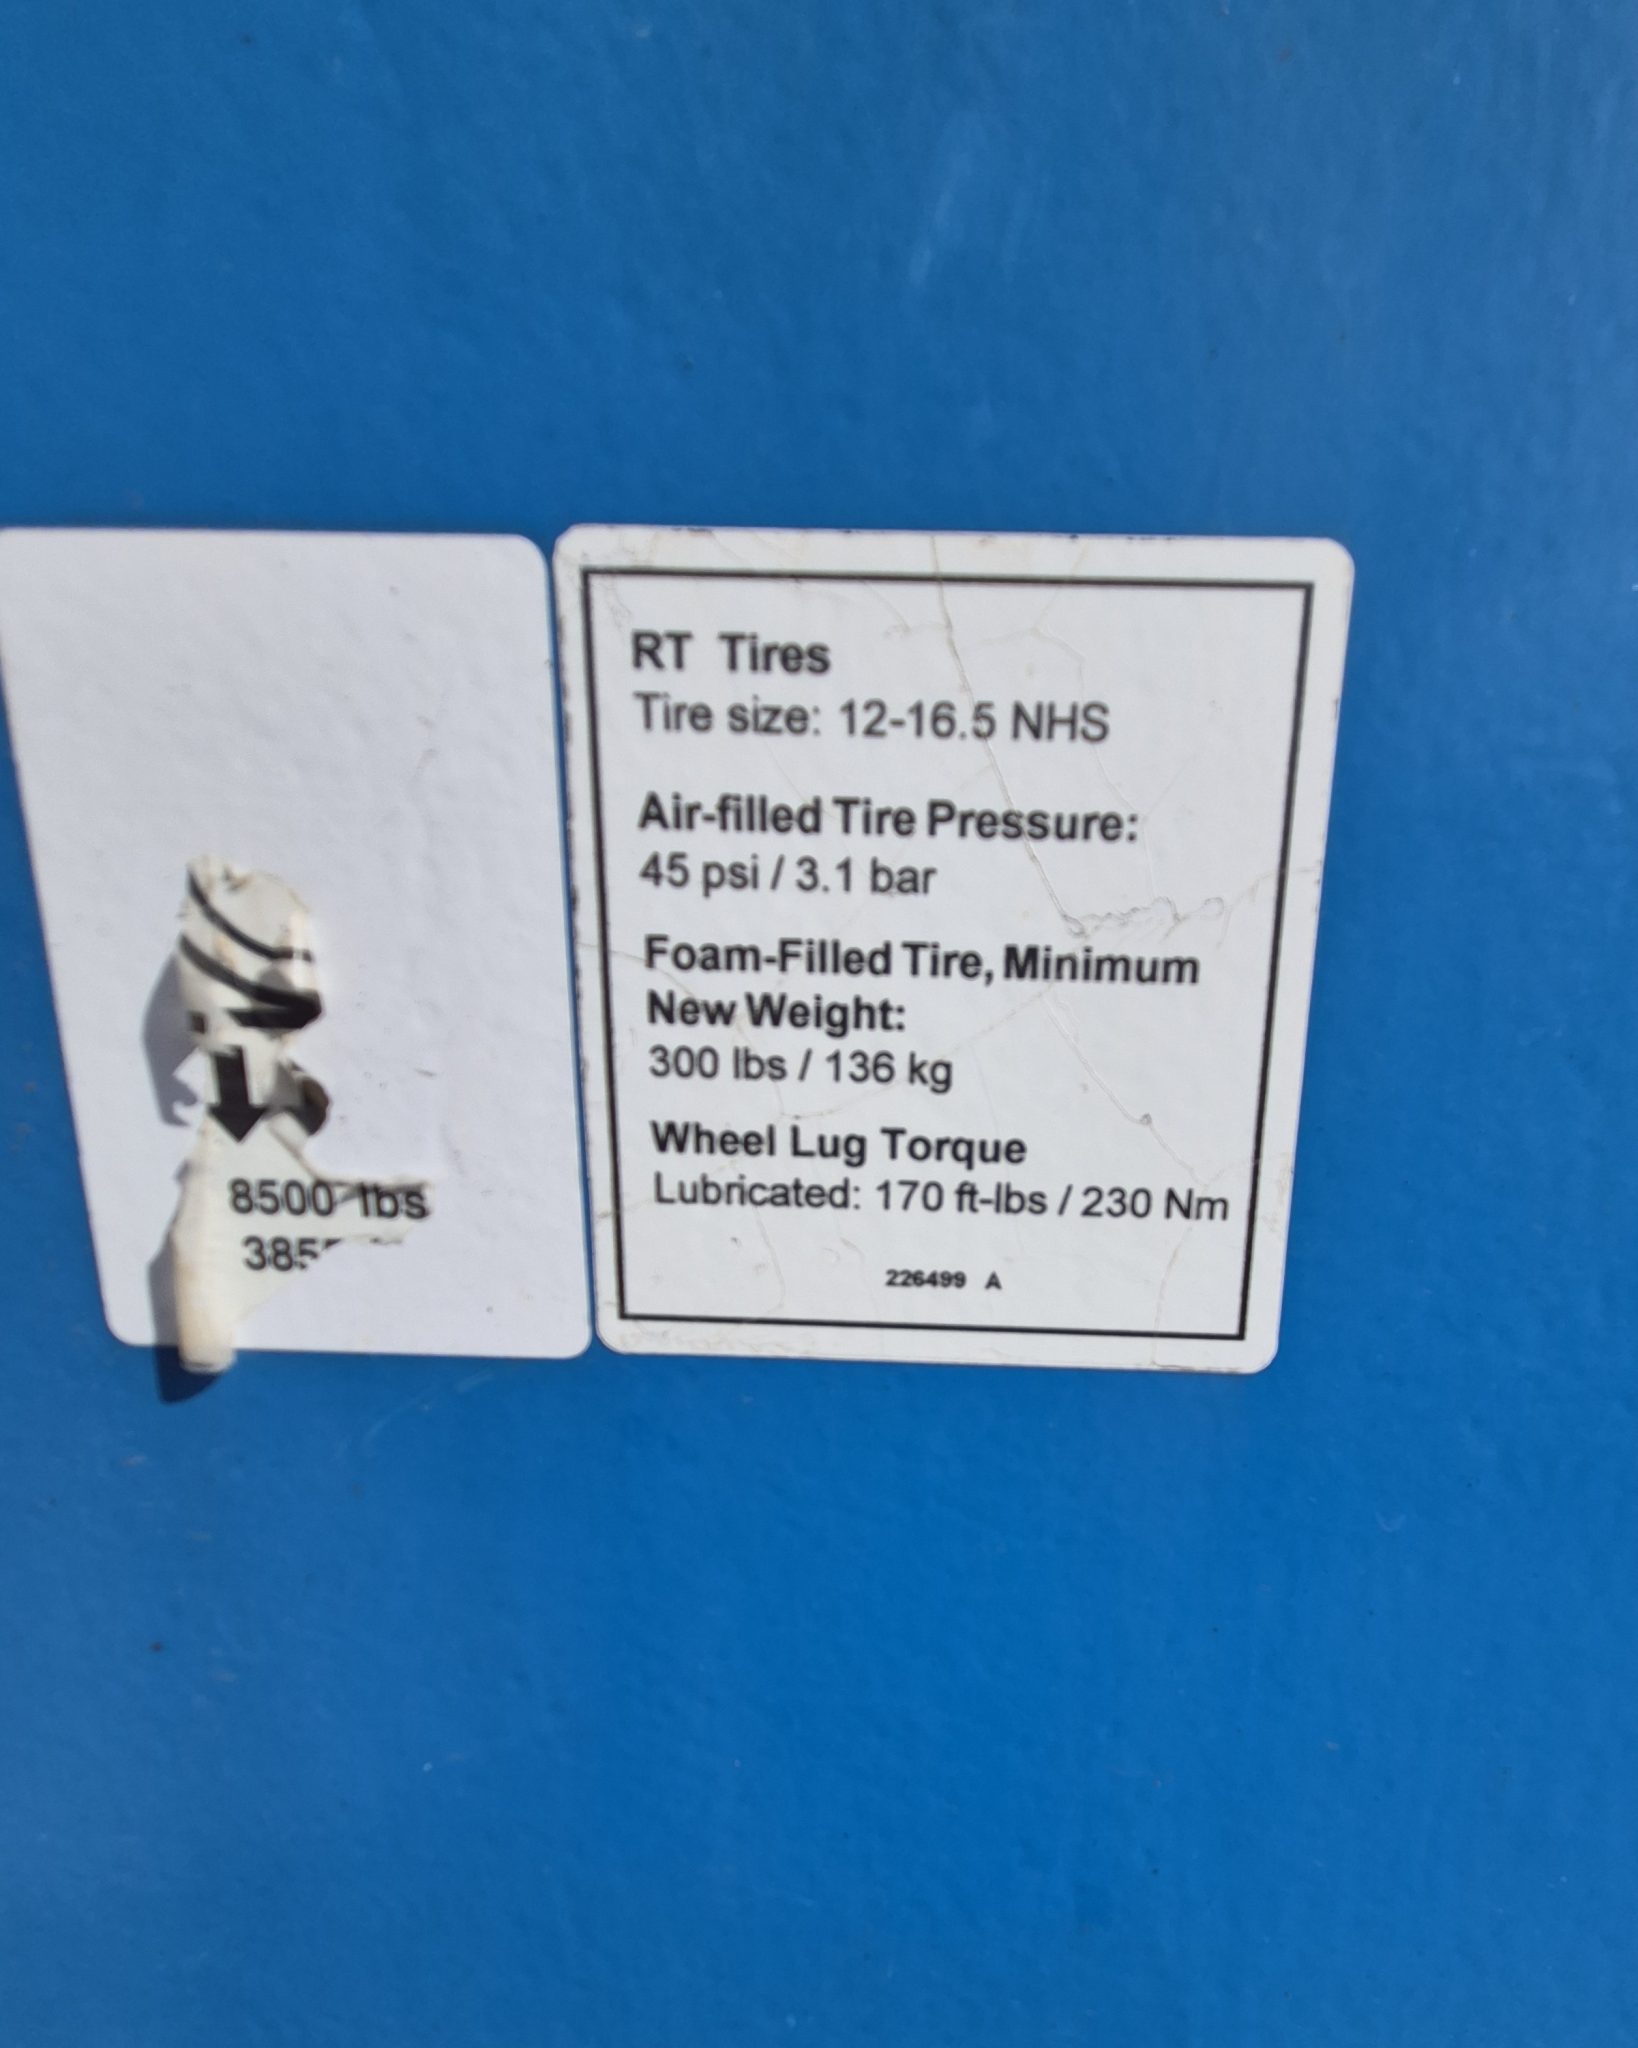 8500 lbs
RT Tires
Tire size: 12-16.5 NHS
Air-filled Tire Pressure:
45 psi / 3.1 bar
Foam-Filled Tire, Minimum
New Weight:
300 lbs / 136 kg
Wheel Lug Torque
Lubricated: 170 ft-lbs / 230 Nm
226499 A